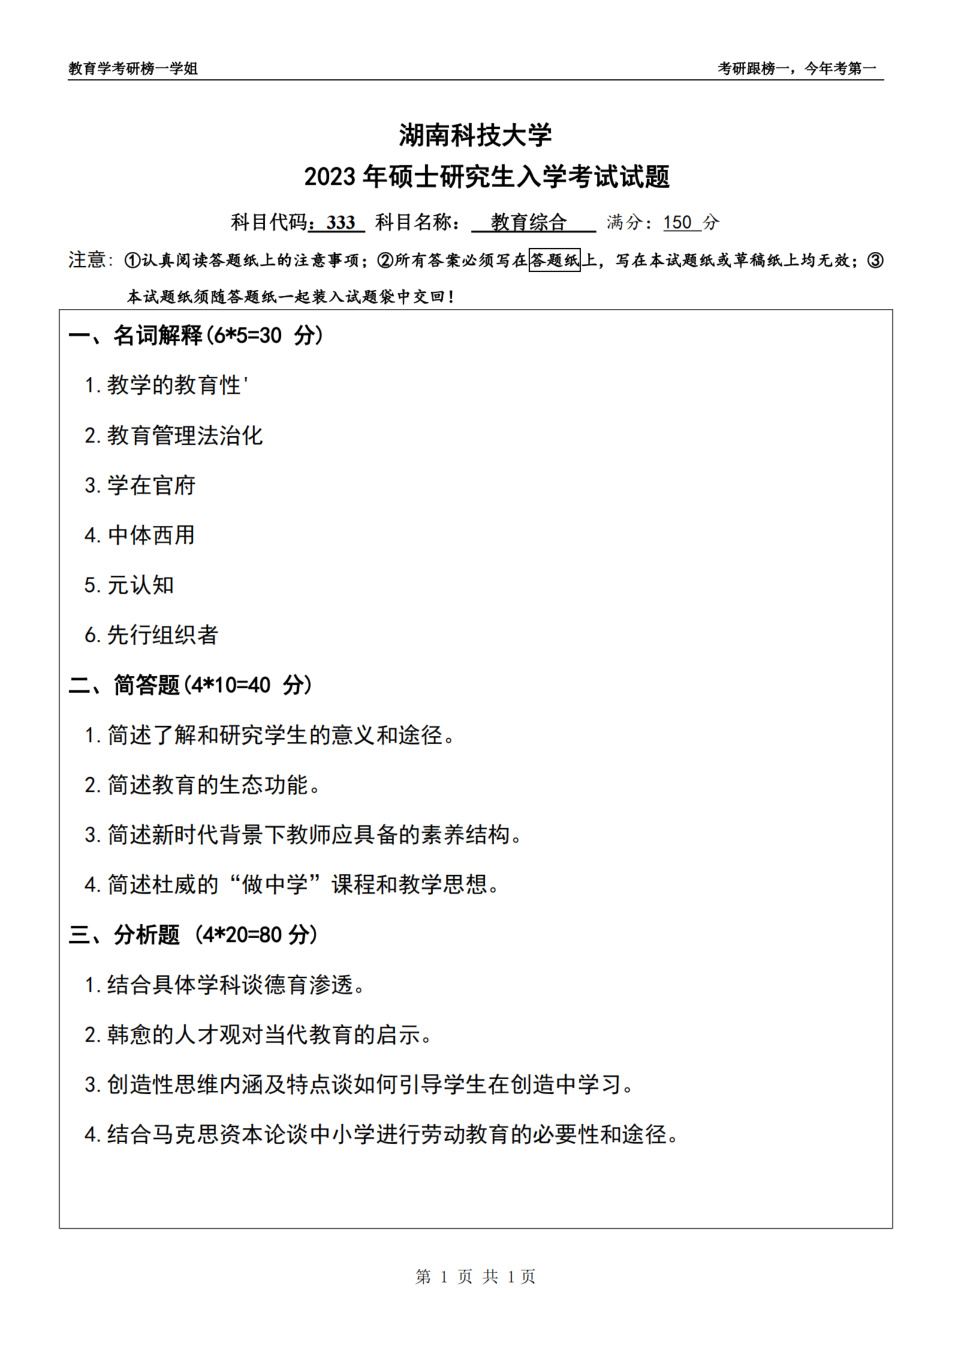 教育学考研榜一学姐 考研跟榜一，今年考第一
湖南科技大学
2023 年硕士研究生入学考试试题
科目代码：333 科目名称： 教育综合 满分：150 分
注意：①认真阅读答题纸上的注意事项；②所有答案必须写在答题纸上，写在本试题纸或草稿纸上均无效；③
本试题纸须随答题纸一起装入试题袋中交回！
一、名词解释(6*5=30 分)
1.教学的教育性'
2.教育管理法治化
3.学在官府
4.中体西用
5.元认知
6.先行组织者
二、简答题(4*10=40 分)
1.简述了解和研究学生的意义和途径。
2.简述教育的生态功能。
3.简述新时代背景下教师应具备的素养结构。
4.简述杜威的“做中学”课程和教学思想。
三、分析题 (4*20=80 分)
1.结合具体学科谈德育渗透。
2.韩愈的人才观对当代教育的启示。
3.创造性思维内涵及特点谈如何引导学生在创造中学习。
4.结合马克思资本论谈中小学进行劳动教育的必要性和途径。
第 1 页 共 1 页